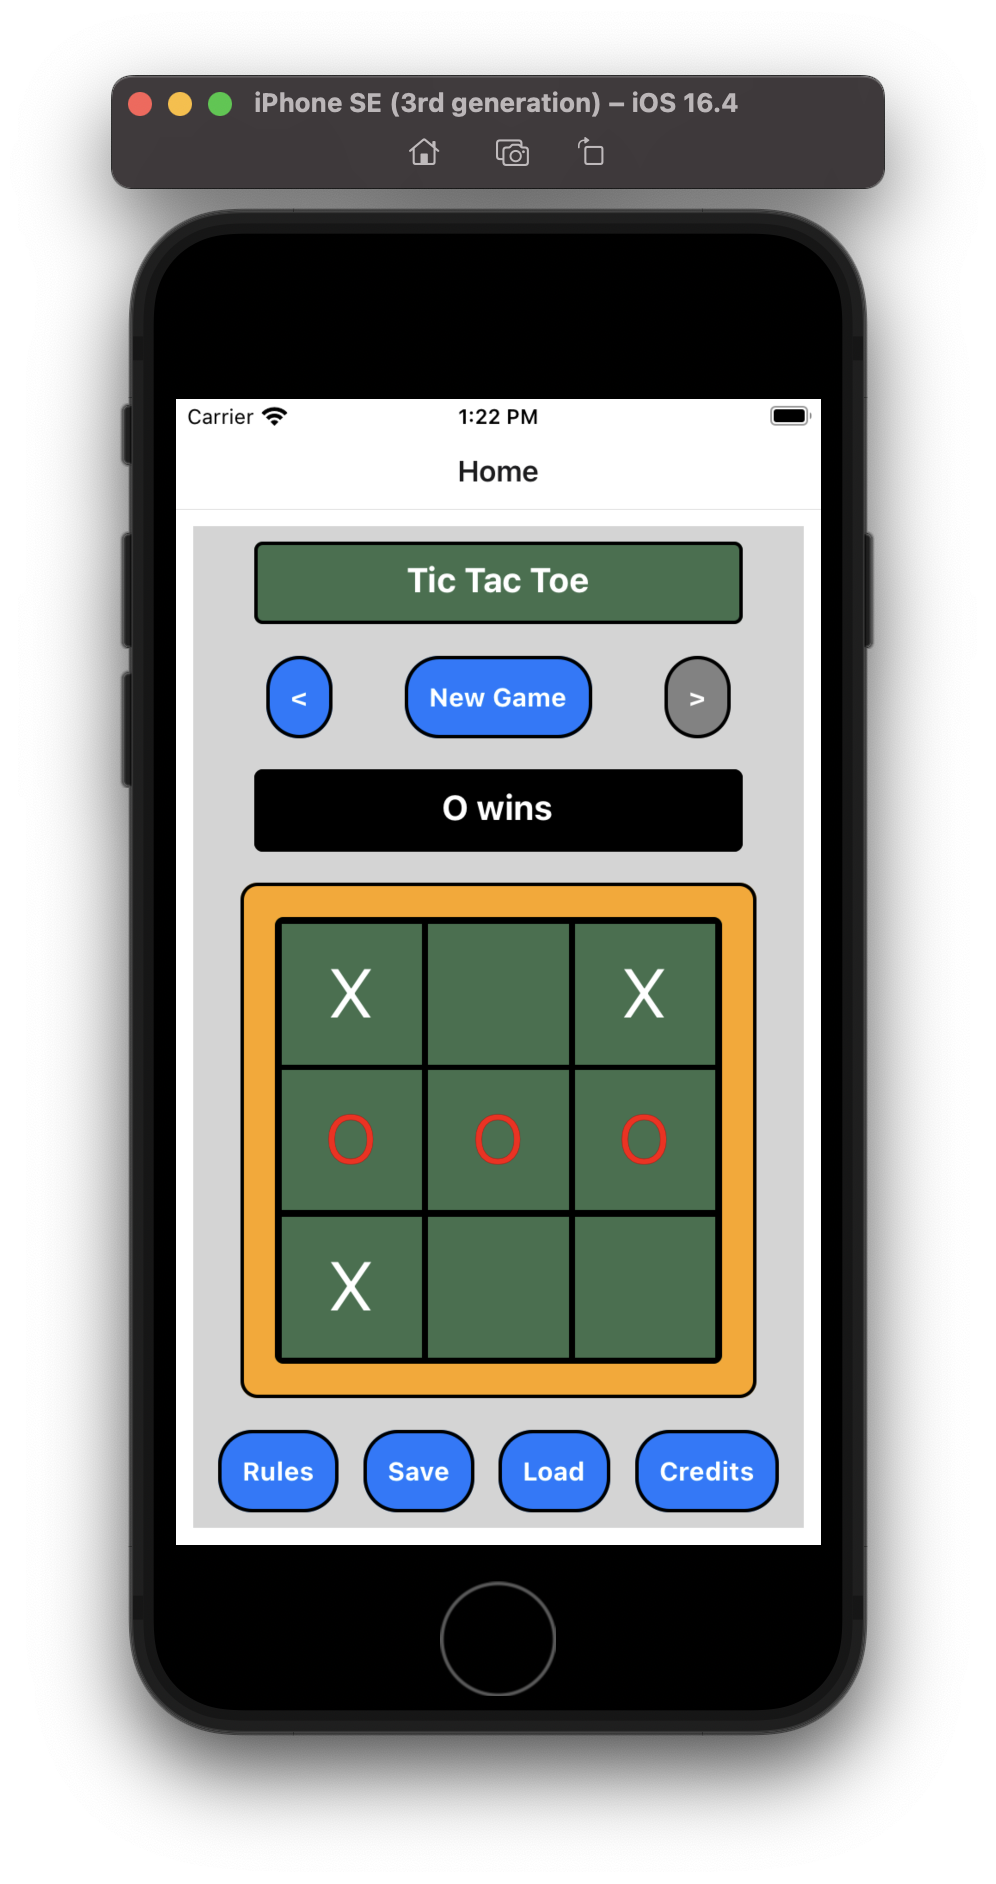 iPhone SE (3rd generation) – iOS 16.4
Carrier 1:22 PM
Home
Tic Tac Toe
< New Game >
O wins
X X
O O O
X
Rules Save Load Credits